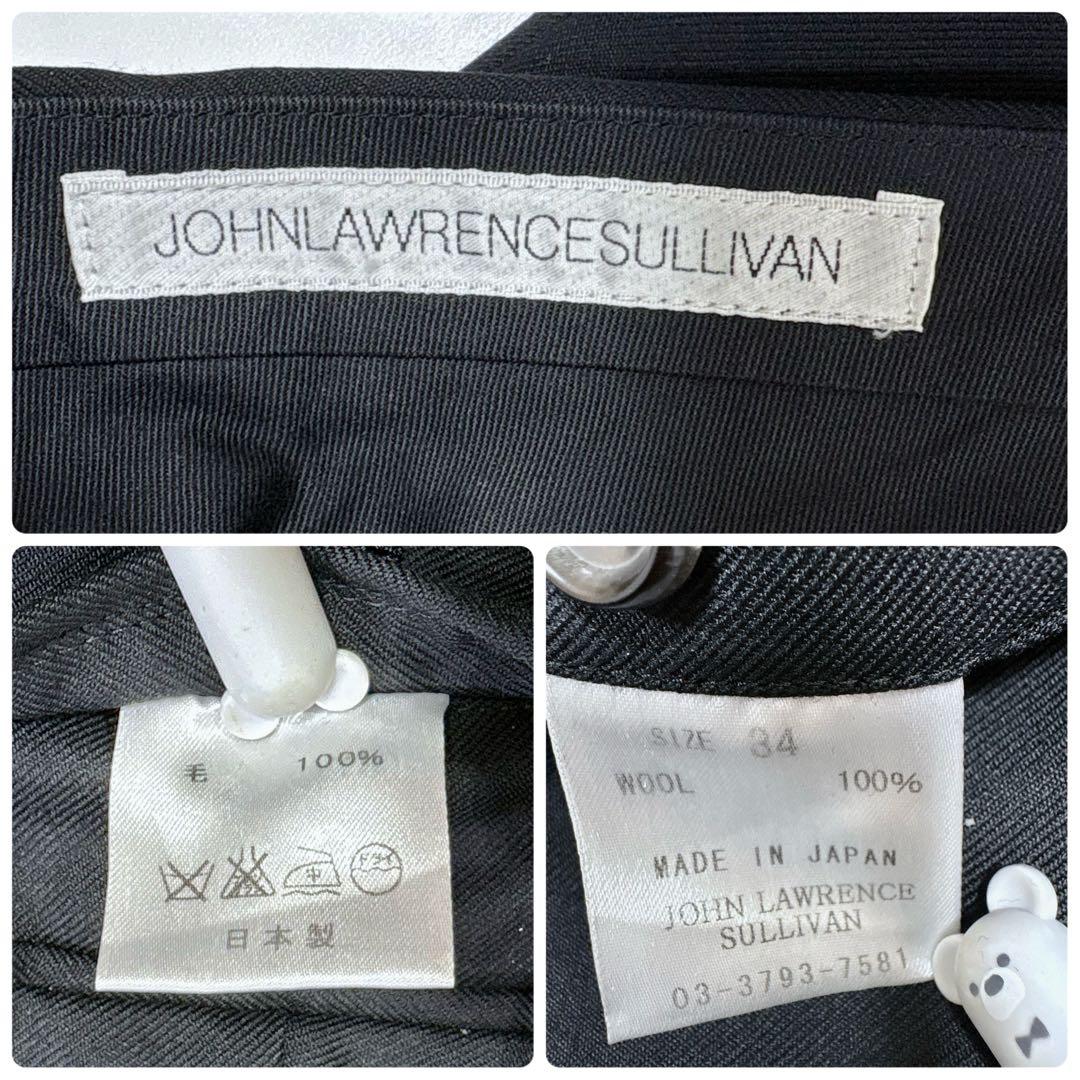 JOHNLAWRENCESULLIVAN
毛 100%
中 ドライ
日本製
SIZE 34
WOOL 100%
MADE IN JAPAN
JOHN LAWRENCE
SULLIVAN
03-3793-7581